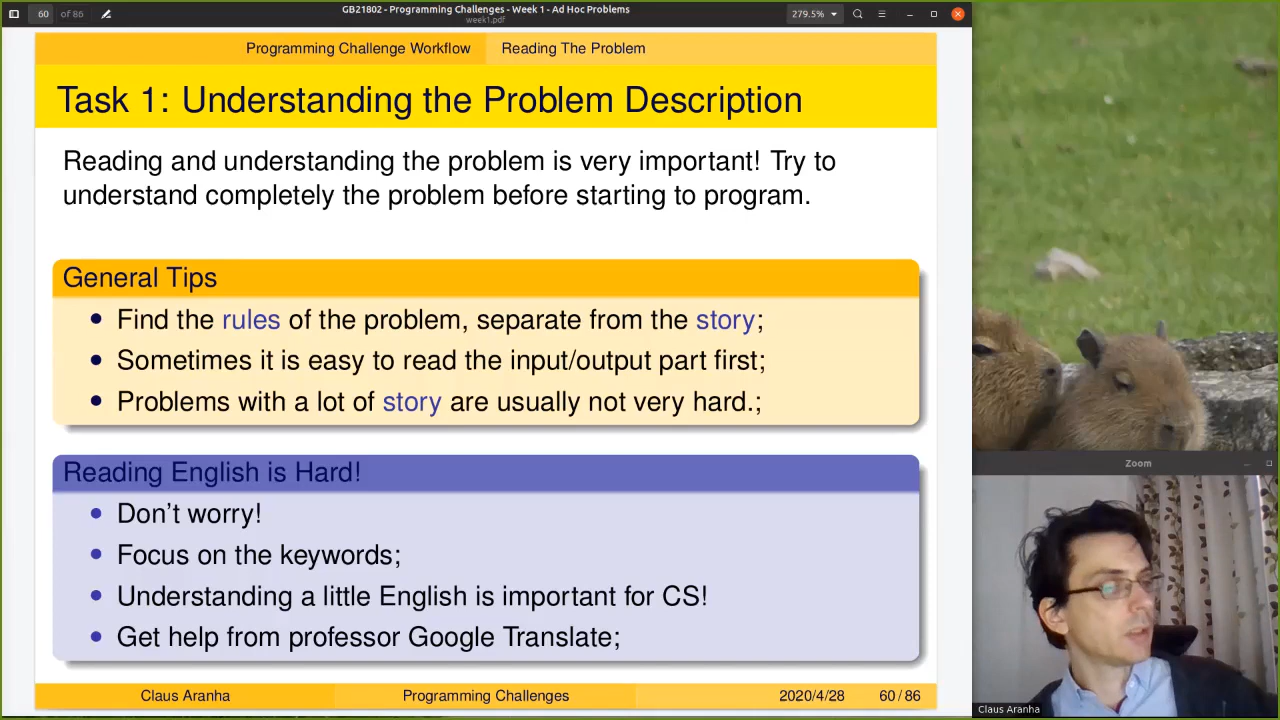 60 of 86
GB21802 - Programming Challenges - Week 1 - Ad Hoc Problems
week1.pdf
279.5%
Programming Challenge Workflow Reading The Problem
Task 1: Understanding the Problem Description
Reading and understanding the problem is very important! Try to
understand completely the problem before starting to program.
General Tips
Find the rules of the problem, separate from the story;
Sometimes it is easy to read the input/output part first;
Problems with a lot of story are usually not very hard.;
Reading English is Hard!
Don't worry!
Focus on the keywords;
Understanding a little English is important for CS!
Get help from professor Google Translate;
Claus Aranha Programming Challenges 2020/4/28 60 / 86
Zoom
Claus Aranha